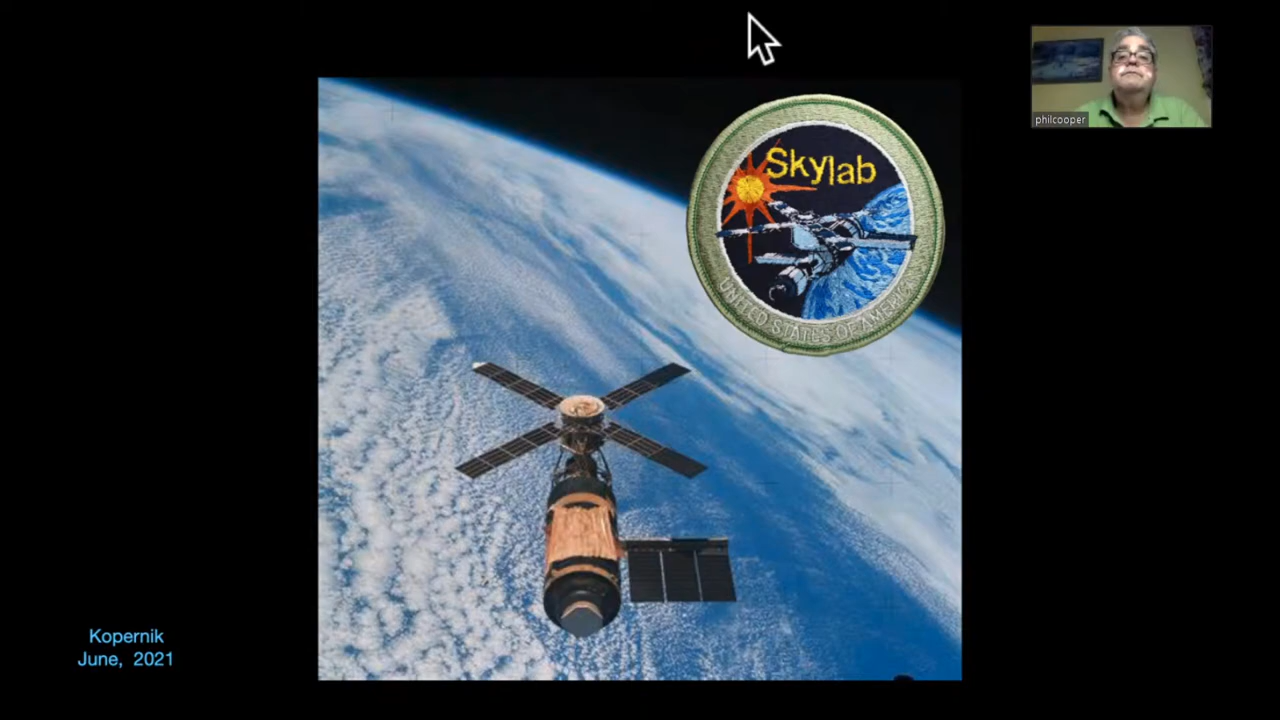 Skylab
UNITED STATES OF AMERICA
philcooper
Kopernik
June, 2021